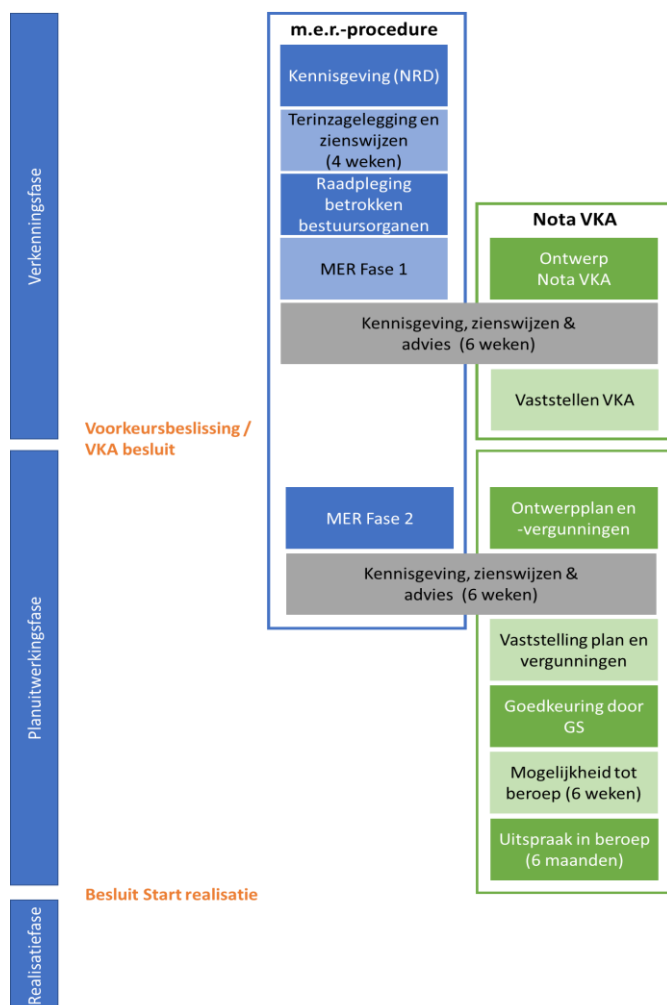 m.e.r.-procedure
Kennisgeving (NRD)
Terinzagelegging en
zienswijzen
(4 weken)
Raadpleging
betrokken
bestuursorganen
MER Fase 1
Nota VKA
Ontwerp
Nota VKA
Kennisgeving, zienswijzen &
advies (6 weken)
Vaststellen VKA
Verkenningsfase
Voorkeursbeslissing /
VKA besluit
MER Fase 2
Ontwerpplan en
-vergunningen
Kennisgeving, zienswijzen &
advies (6 weken)
Vaststelling plan en
vergunningen
Goedkeuring door
GS
Mogelijkheid tot
beroep (6 weken)
Uitspraak in beroep
(6 maanden)
Planuitwerkingsfase
Besluit Start realisatie
Realisatiefase